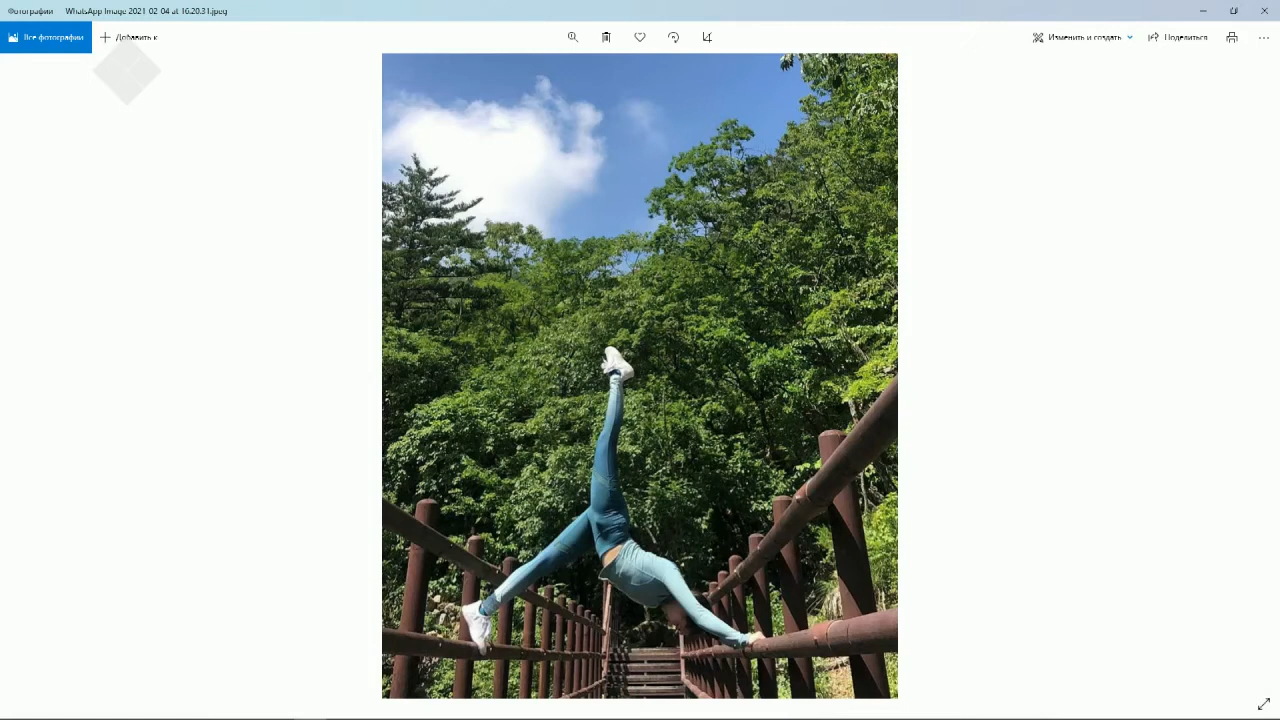 Фотографии — WhatsApp Image 2021-02-04 at 16.20.31.jpeg
Все фотографии
Добавить к
Изменить и создать
Поделиться